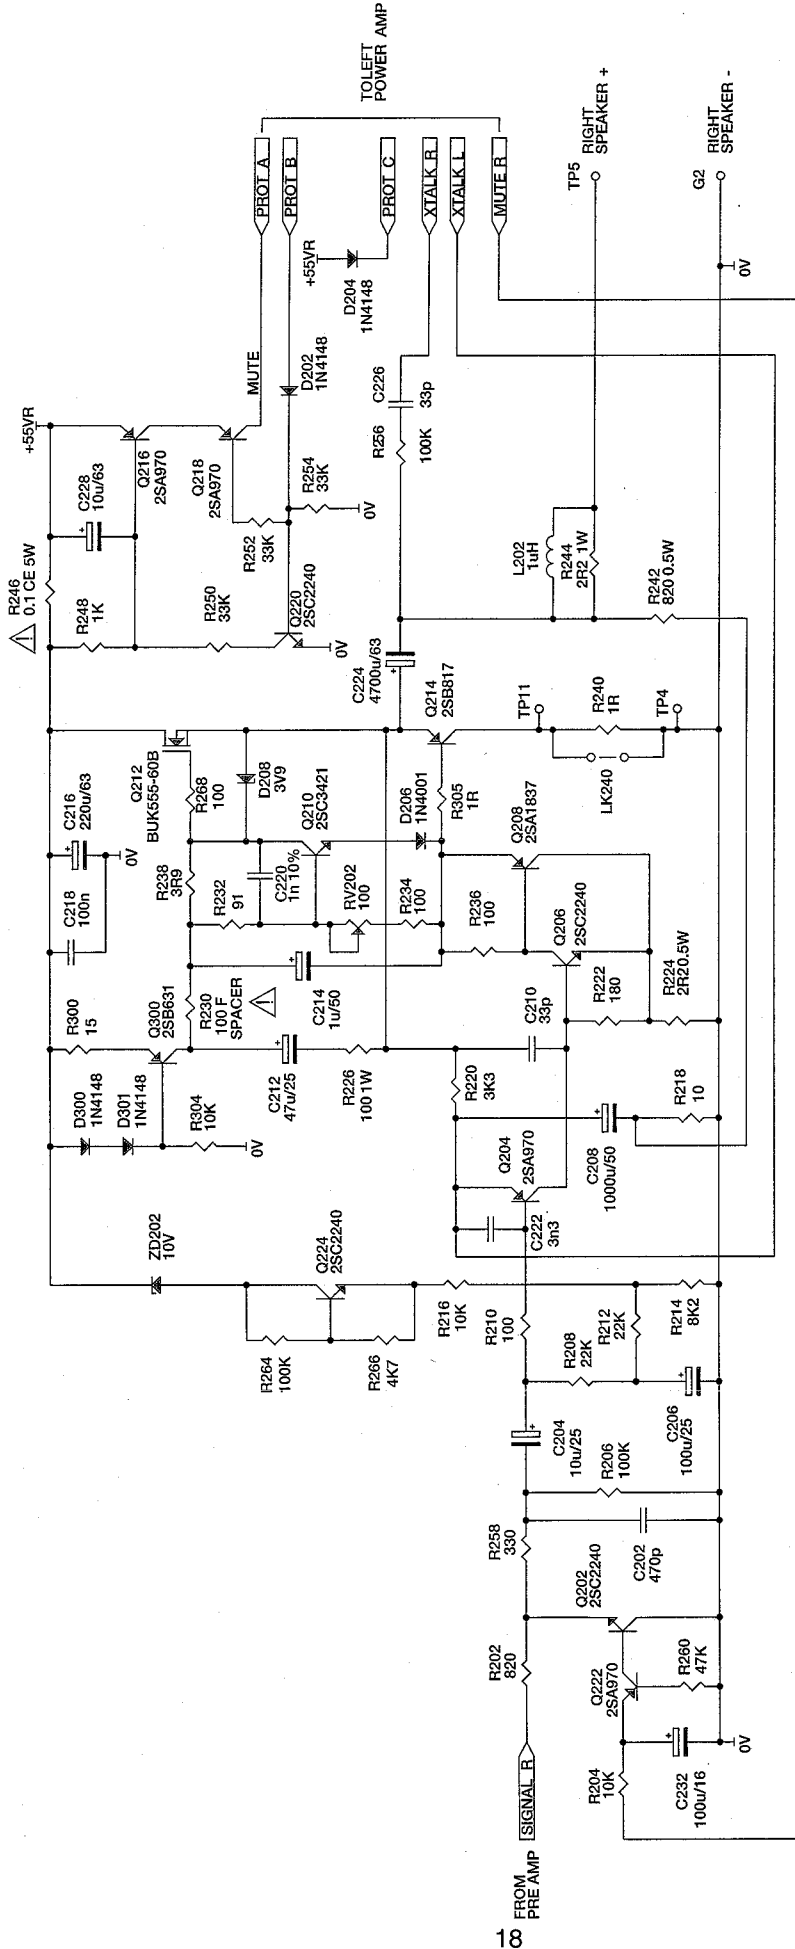 R246
0.1 CE 5W
+55VR
C228
10u/63
R248
1K
Q216
2SA970
Q218
2SA970
R250
33K
R252
33K
MUTE
PROT A
PROT B
TO LEFT
POWER AMP
Q220
2SC2240
0V
R254
33K
0V
D202
1N4148
+55VR
D204
1N4148
PROT C
XTALK R
XTALK L
MUTE R
C226
33p
R256
100K
C224
4700u/63
L202
1uH
R244
2R2 1W
R242
820 0.5W
TP5
RIGHT
SPEAKER +
G2
RIGHT
SPEAKER -
0V
C216
220u/63
C218
100n
0V
Q212
BUK555-60B
R268
100
D208
3V9
R238
3R9
R232
91
C220
1n 10%
Q210
2SC3421
RV202
100
R234
100
D206
1N4001
R305
1R
Q214
2SB817
TP11
R240
1R
TP4
LK240
Q208
2SA1837
R236
100
Q206
2SC2240
R222
180
R224
2R2 0.5W
R300
15
Q300
2SB631
D300
1N4148
D301
1N4148
R304
10K
0V
R230
100 F
SPACER
C214
1u/50
C212
47u/25
R226
100 1W
C210
33p
R220
3K3
Q204
2SA970
C208
1000u/50
R218
10
C222
3n3
ZD202
10V
Q224
2SC2240
R264
100K
R266
4K7
R216
10K
R210
100
R208
22K
R212
22K
R214
8K2
C204
10u/25
C206
100u/25
R206
100K
R258
330
C202
470p
R202
820
Q202
2SC2240
Q222
2SA970
R260
47K
R204
10K
C232
100u/16
0V
SIGNAL R
FROM
PRE AMP
18